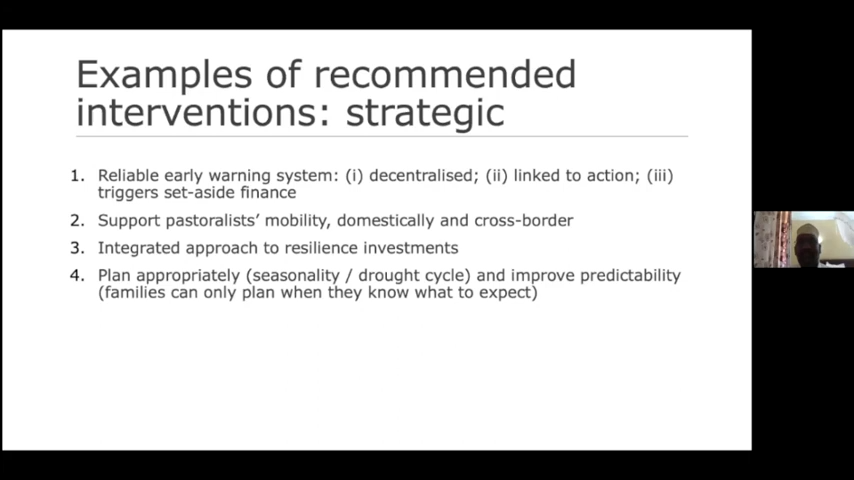 Examples of recommended
interventions: strategic
1. Reliable early warning system: (i) decentralised; (ii) linked to action; (iii)
triggers set-aside finance
2. Support pastoralists’ mobility, domestically and cross-border
3. Integrated approach to resilience investments
4. Plan appropriately (seasonality / drought cycle) and improve predictability
(families can only plan when they know what to expect)